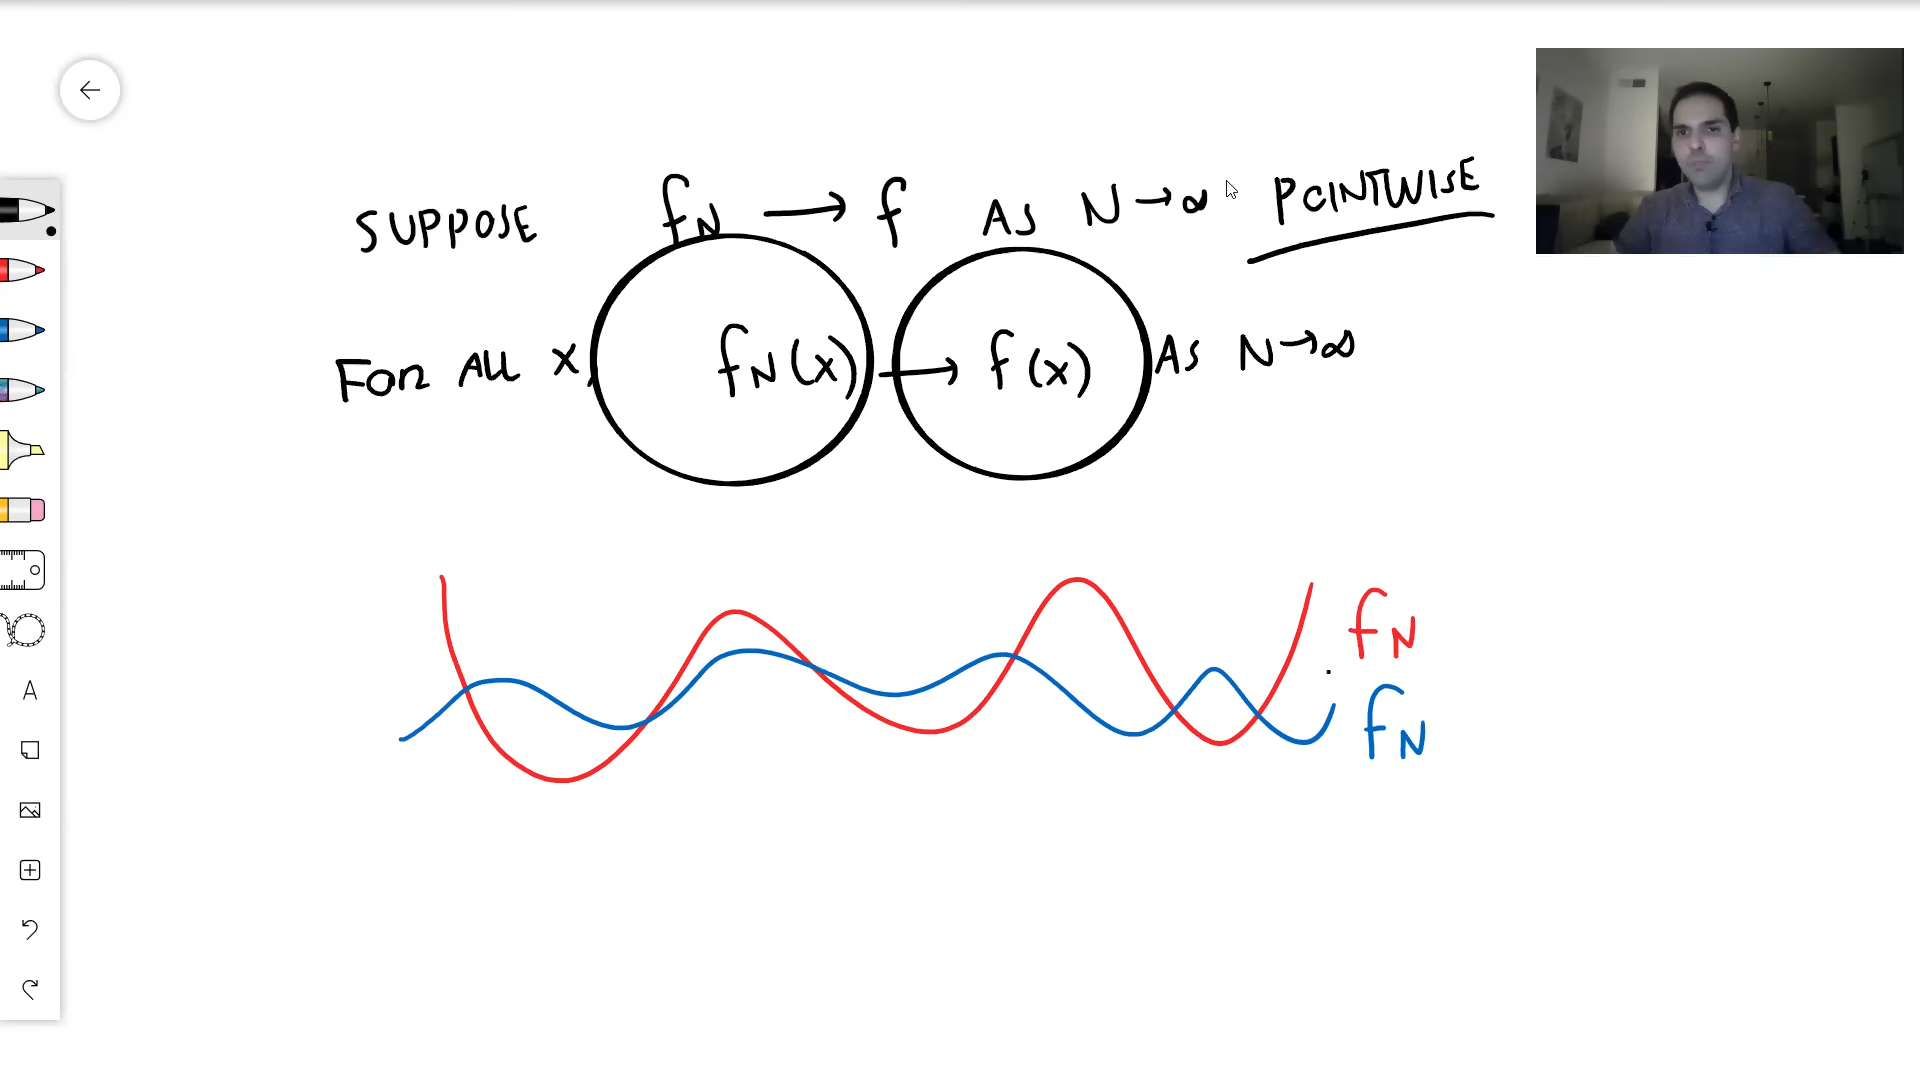 SUPPOSE fN → f AS N→∞ POINTWISE
FOR ALL x, fN(x) → f(x) AS N→∞
fN
fN
A